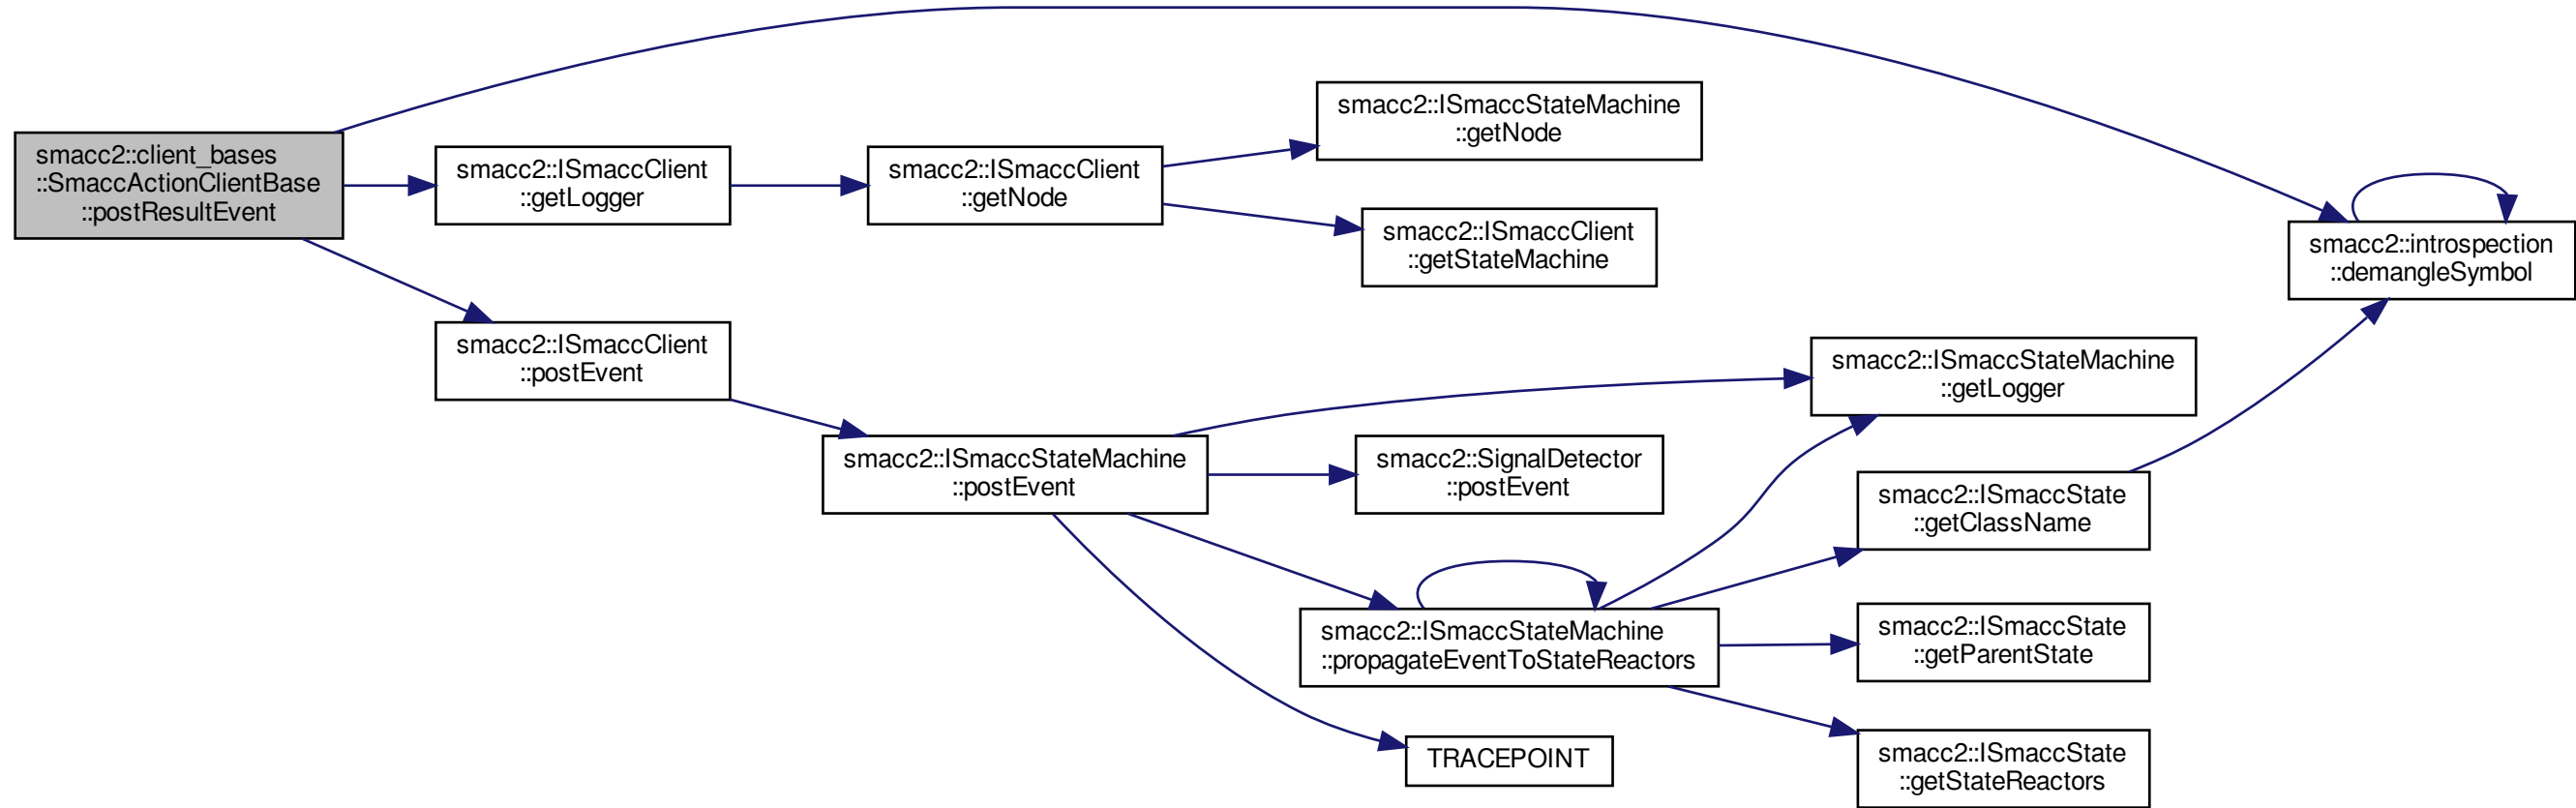 smacc2::client_bases
::SmaccActionClientBase
::postResultEvent
smacc2::ISmaccClient
::getLogger
smacc2::ISmaccClient
::getNode
smacc2::ISmaccStateMachine
::getNode
smacc2::ISmaccClient
::getStateMachine
smacc2::introspection
::demangleSymbol
smacc2::ISmaccClient
::postEvent
smacc2::ISmaccStateMachine
::postEvent
smacc2::ISmaccStateMachine
::getLogger
smacc2::SignalDetector
::postEvent
smacc2::ISmaccState
::getClassName
smacc2::ISmaccStateMachine
::propagateEventToStateReactors
smacc2::ISmaccState
::getParentState
TRACEPOINT
smacc2::ISmaccState
::getStateReactors